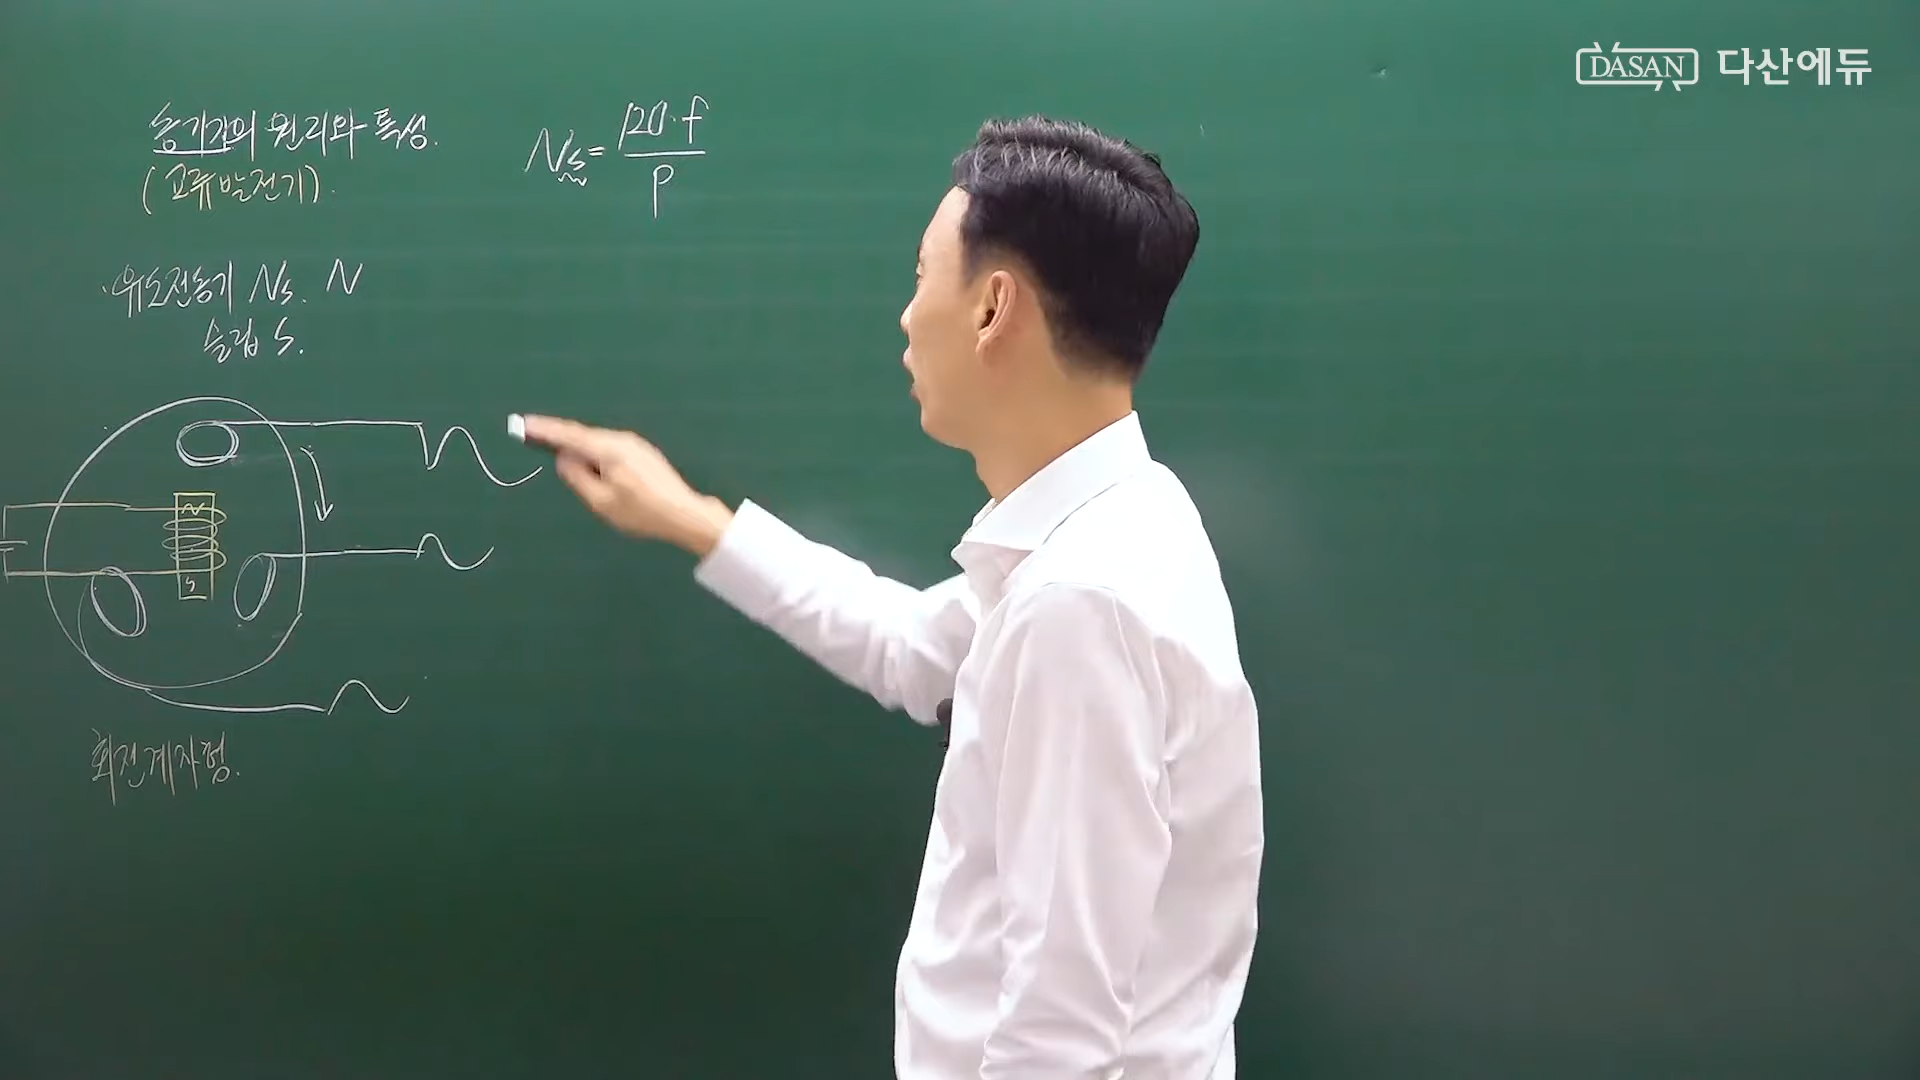 동기기의 원리와 특성.
(교류발전기).
Ns = 120·f / P
· 유도전동기 Ns. N
슬립 S.
N
S
회전계자형.
DASAN 다산에듀